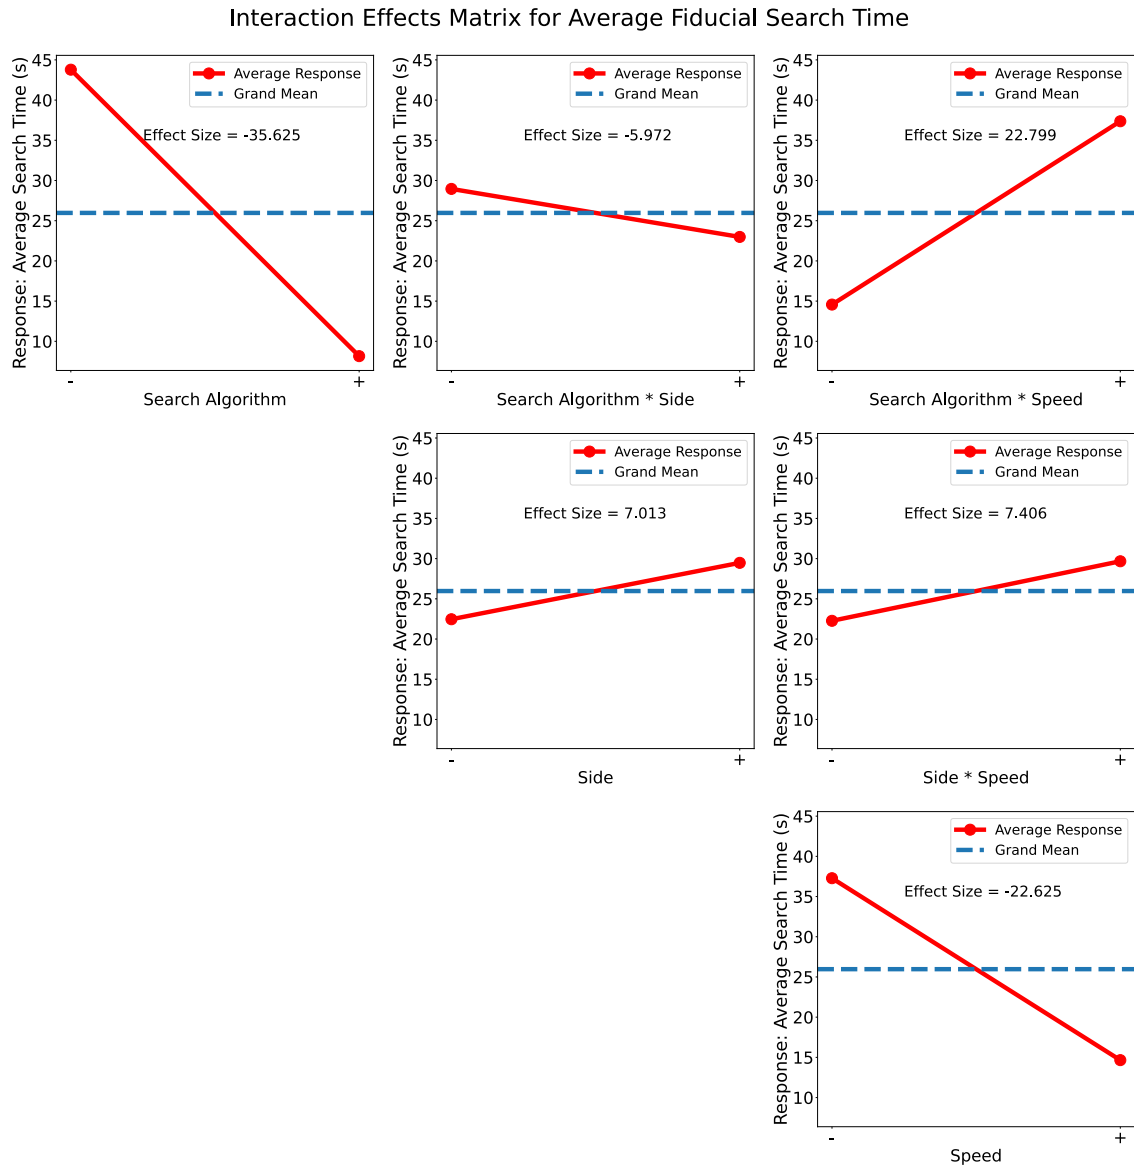 Interaction Effects Matrix for Average Fiducial Search Time
Response: Average Search Time (s)
45
40
35
30
25
20
15
10
Average Response
Grand Mean
Effect Size = -35.625
-
+
Search Algorithm
Response: Average Search Time (s)
45
40
35
30
25
20
15
10
Average Response
Grand Mean
Effect Size = -5.972
-
+
Search Algorithm * Side
Response: Average Search Time (s)
45
40
35
30
25
20
15
10
Average Response
Grand Mean
Effect Size = 22.799
-
+
Search Algorithm * Speed
Response: Average Search Time (s)
45
40
35
30
25
20
15
10
Average Response
Grand Mean
Effect Size = 7.013
-
+
Side
Response: Average Search Time (s)
45
40
35
30
25
20
15
10
Average Response
Grand Mean
Effect Size = 7.406
-
+
Side * Speed
Response: Average Search Time (s)
45
40
35
30
25
20
15
10
Average Response
Grand Mean
Effect Size = -22.625
-
+
Speed